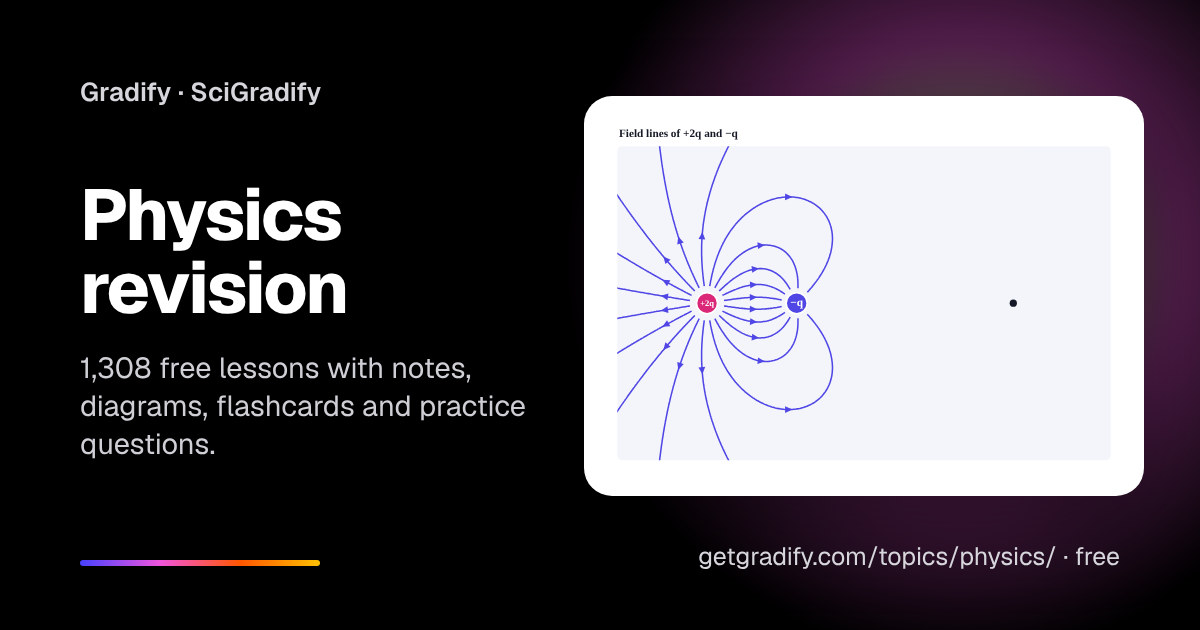 Gradify · SciGradify
Physics
revision
1,308 free lessons with notes,
diagrams, flashcards and practice
questions.
Field lines of +2q and −q
+2q
−q
getgradify.com/topics/physics/ · free